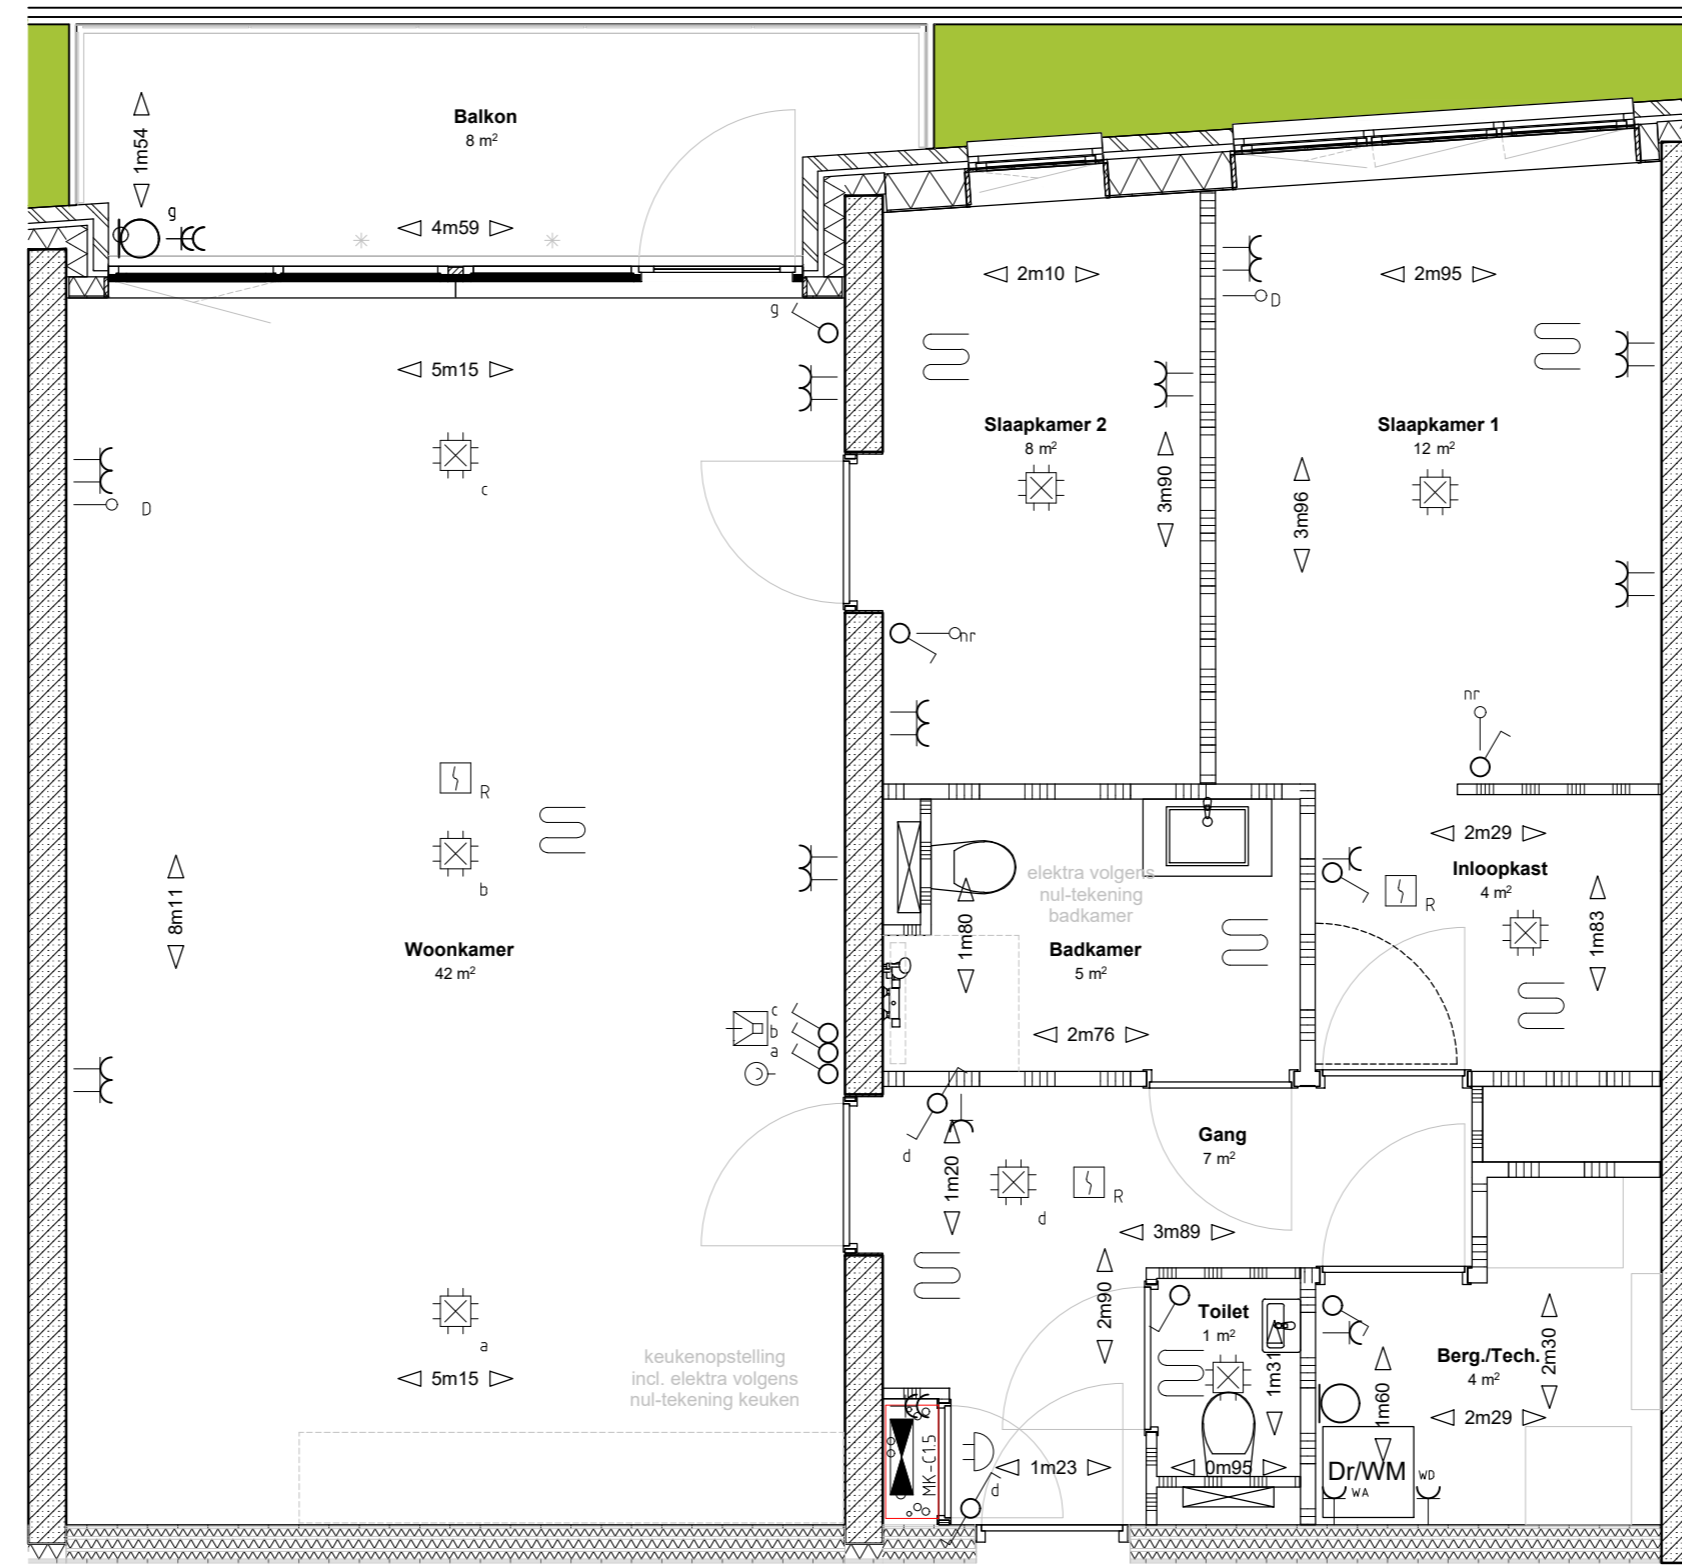 Balkon
8 m²
1m54
g
4m59
g
2m10
2m95
D
5m15
c
D
Slaapkamer 2
8 m²
3m90
Slaapkamer 1
12 m²
3m96
nr
nr
R
b
8m11
Woonkamer
42 m²
c
b
a
elektra volgens
nul-tekening
badkamer
1m80
Badkamer
5 m²
2m76
2m29
Inloopkast
4 m²
R
1m83
d
1m20
Gang
7 m²
d
R
3m89
2m90
a
5m15
keukenopstelling
incl. elektra volgens
nul-tekening keuken
Toilet
1 m²
1m31
0m95
MK-C1.5
1m23
d
Berg./Tech.
4 m²
2m30
1m60
2m29
Dr/WM
WA
WD